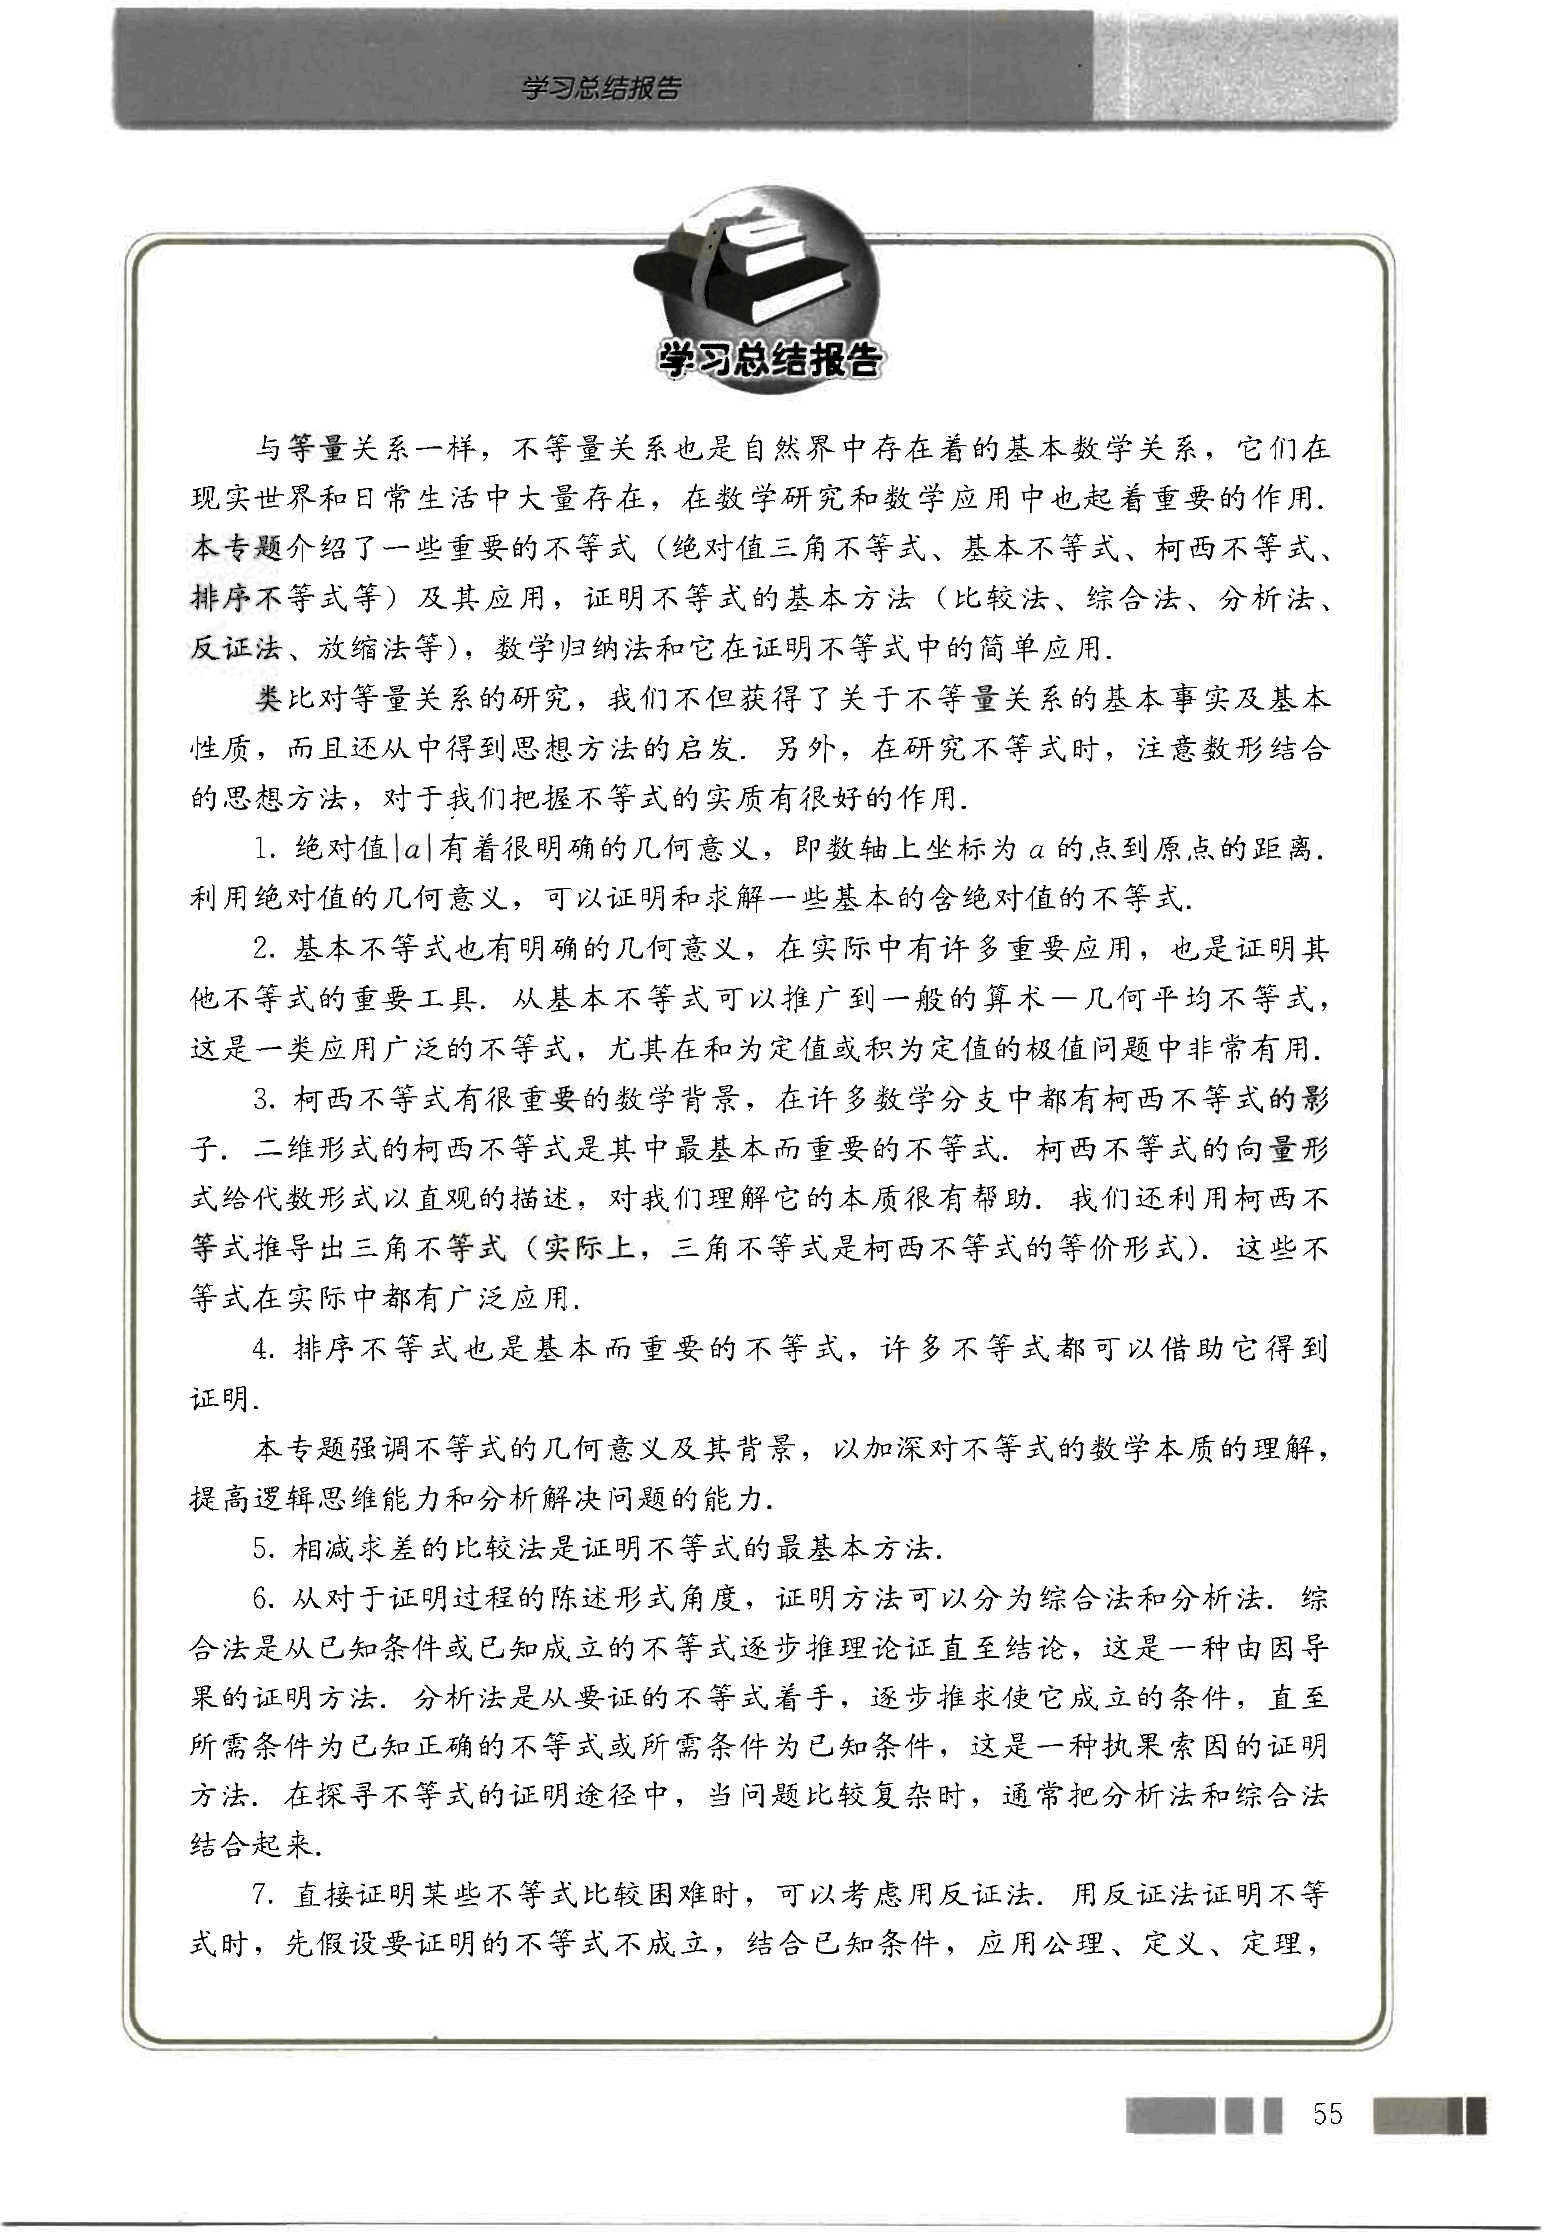 学习总结报告
学习总结报告
与等量关系一样，不等量关系也是自然界中存在着的基本数学关系，它们在
现实世界和日常生活中大量存在，在数学研究和数学应用中也起着重要的作用.
本专题介绍了一些重要的不等式（绝对值三角不等式、基本不等式、柯西不等式、
排序不等式等）及其应用，证明不等式的基本方法（比较法、综合法、分析法、
反证法、放缩法等），数学归纳法和它在证明不等式中的简单应用.
类比对等量关系的研究，我们不但获得了关于不等量关系的基本事实及基本
性质，而且还从中得到思想方法的启发. 另外，在研究不等式时，注意数形结合
的思想方法，对于我们把握不等式的实质有很好的作用.
1. 绝对值|a|有着很明确的几何意义，即数轴上坐标为 a 的点到原点的距离.
利用绝对值的几何意义，可以证明和求解一些基本的含绝对值的不等式.
2. 基本不等式也有明确的几何意义，在实际中有许多重要应用，也是证明其
他不等式的重要工具. 从基本不等式可以推广到一般的算术—几何平均不等式，
这是一类应用广泛的不等式，尤其在和为定值或积为定值的极值问题中非常有用.
3. 柯西不等式有很重要的数学背景，在许多数学分支中都有柯西不等式的影
子. 二维形式的柯西不等式是其中最基本而重要的不等式. 柯西不等式的向量形
式给代数形式以直观的描述，对我们理解它的本质很有帮助. 我们还利用柯西不
等式推导出三角不等式（实际上，三角不等式是柯西不等式的等价形式）. 这些不
等式在实际中都有广泛应用.
4. 排序不等式也是基本而重要的不等式，许多不等式都可以借助它得到
证明.
本专题强调不等式的几何意义及其背景，以加深对不等式的数学本质的理解，
提高逻辑思维能力和分析解决问题的能力.
5. 相减求差的比较法是证明不等式的最基本方法.
6. 从对于证明过程的陈述形式角度，证明方法可以分为综合法和分析法. 综
合法是从已知条件或已知成立的不等式逐步推理论证直至结论，这是一种由因导
果的证明方法. 分析法是从要证的不等式着手，逐步推求使它成立的条件，直至
所需条件为已知正确的不等式或所需条件为已知条件，这是一种执果索因的证明
方法. 在探寻不等式的证明途径中，当问题比较复杂时，通常把分析法和综合法
结合起来.
7. 直接证明某些不等式比较困难时，可以考虑用反证法. 用反证法证明不等
式时，先假设要证明的不等式不成立，结合已知条件，应用公理、定义、定理，
55